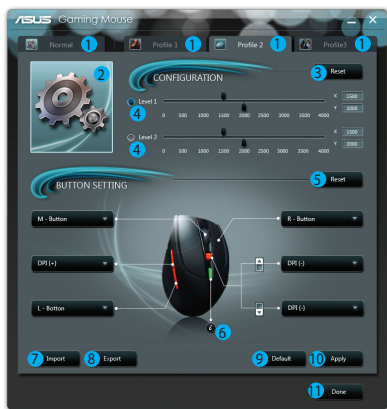 ASUS Gaming Mouse
Normal 1 Profile 1 1 Profile 2 1 Profile3 1
2
CONFIGURATION 3 Reset
Level 1 X 1500
4 0 500 1000 1500 2000 2500 3000 3500 4000 Y 2000
Level 2 X 1500
4 0 500 1000 1500 2000 2500 3000 3500 4000 Y 2000
BUTTON SETTING 5 Reset
M - Button R - Button
DPI (+) DPI (-)
L - Botton DPI (-)
6
7 Import 8 Export 9 Default 10 Apply
11 Done